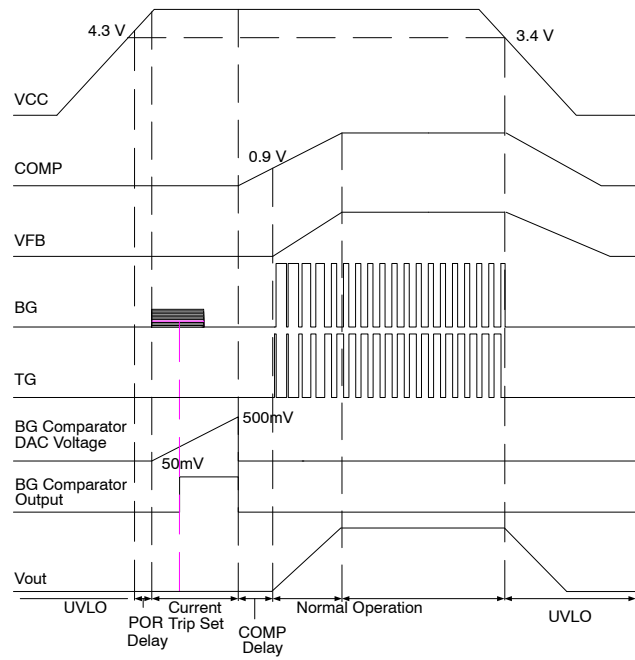 4.3 V
3.4 V
VCC
0.9 V
COMP
VFB
BG
TG
500mV
BG Comparator
DAC Voltage
50mV
BG Comparator
Output
Vout
UVLO
POR
Delay
Current
Trip Set
COMP
Delay
Normal Operation
UVLO